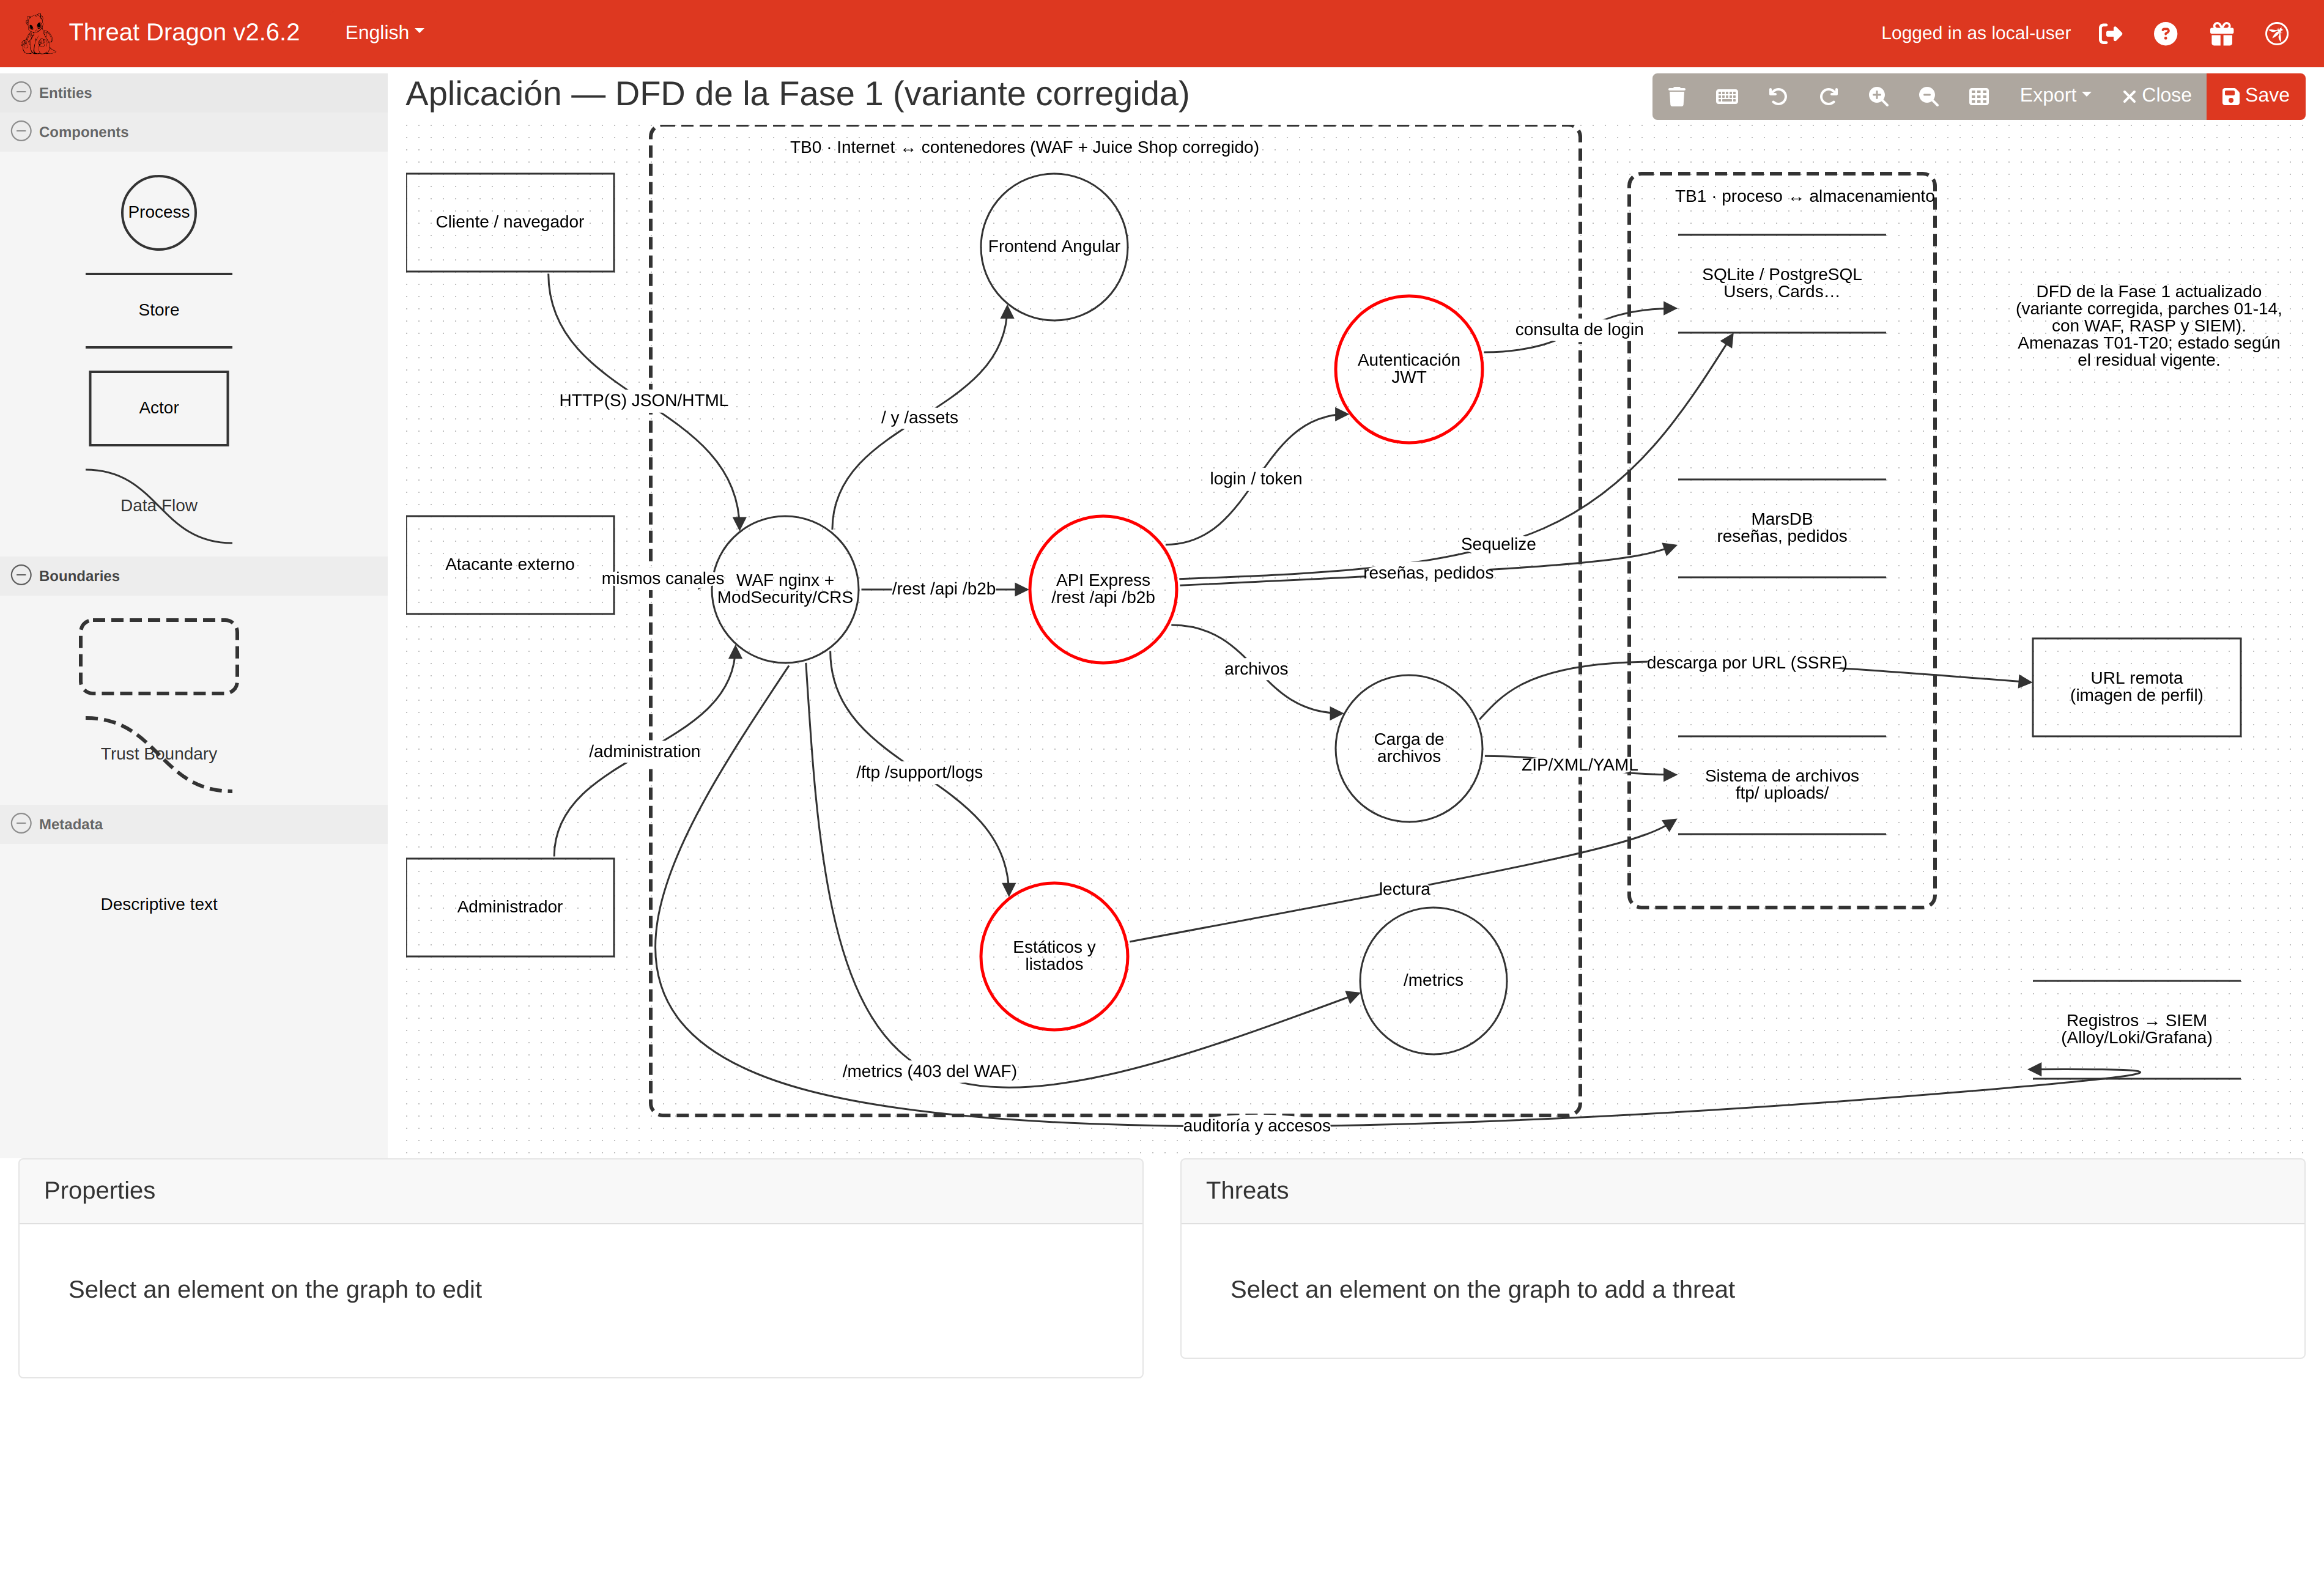 Threat Dragon v2.6.2
English
Logged in as local-user
Entities
Components
Process
Store
Actor
Data Flow
Boundaries
Trust Boundary
Metadata
Descriptive text
Aplicación — DFD de la Fase 1 (variante corregida)
Export
Close
Save
TB0 · Internet ↔ contenedores (WAF + Juice Shop corregido)
TB1 · proceso ↔ almacenamiento
Cliente / navegador
Frontend Angular
SQLite / PostgreSQL
Users, Cards…
DFD de la Fase 1 actualizado
(variante corregida, parches 01-14,
con WAF, RASP y SIEM).
Amenazas T01-T20; estado según
el residual vigente.
consulta de login
Autenticación
JWT
HTTP(S) JSON/HTML
/ y /assets
login / token
MarsDB
reseñas, pedidos
Sequelize
Atacante externo
mismos canales
WAF nginx +
ModSecurity/CRS
/rest /api /b2b
API Express
/rest /api /b2b
reseñas, pedidos
archivos
descarga por URL (SSRF)
URL remota
(imagen de perfil)
/administration
/ftp /support/logs
Carga de
archivos
ZIP/XML/YAML
Sistema de archivos
ftp/ uploads/
Administrador
lectura
Estáticos y
listados
/metrics
Registros → SIEM
(Alloy/Loki/Grafana)
/metrics (403 del WAF)
auditoría y accesos
Properties
Select an element on the graph to edit
Threats
Select an element on the graph to add a threat